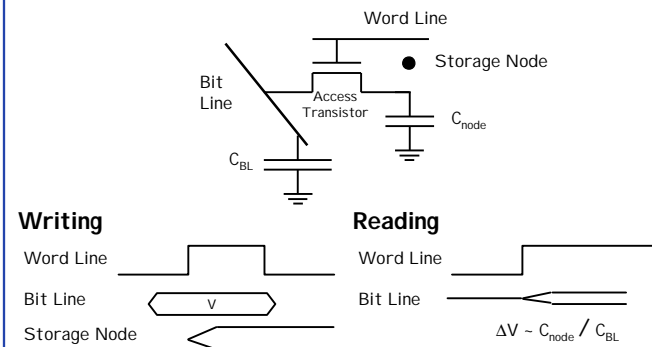 Word Line
Storage Node
Bit
Line
Access
Transistor
C_node
C_BL
Writing
Reading
Word Line
Word Line
Bit Line
V
Bit Line
Storage Node
ΔV ~ C_node / C_BL